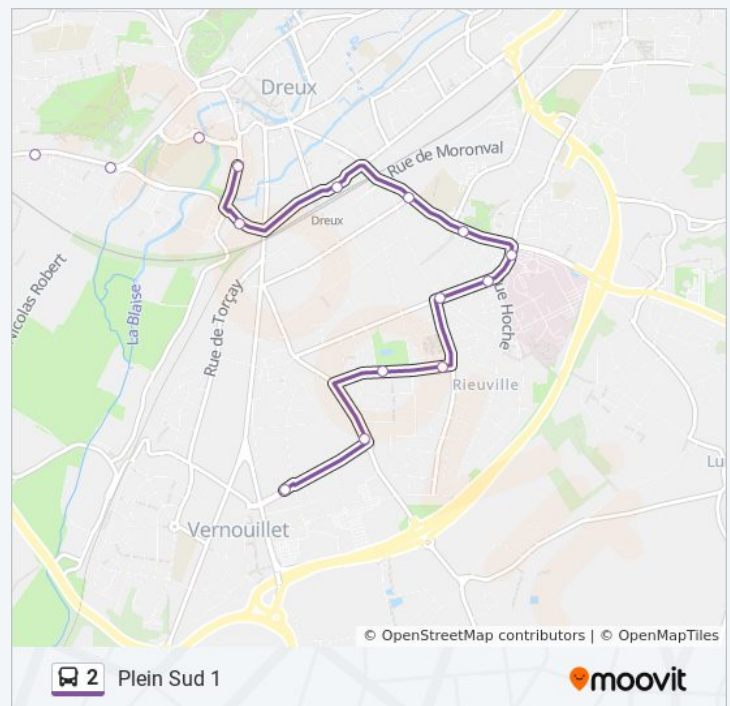 Dreux
Rue de Moronval
Dreux
Nicolas Robert
La Blaise
Rue de Torçay
ue Hoche
Rieuville
Lu
Vernouillet
© OpenStreetMap contributors | © OpenMapTiles
2 Plein Sud 1
moovit